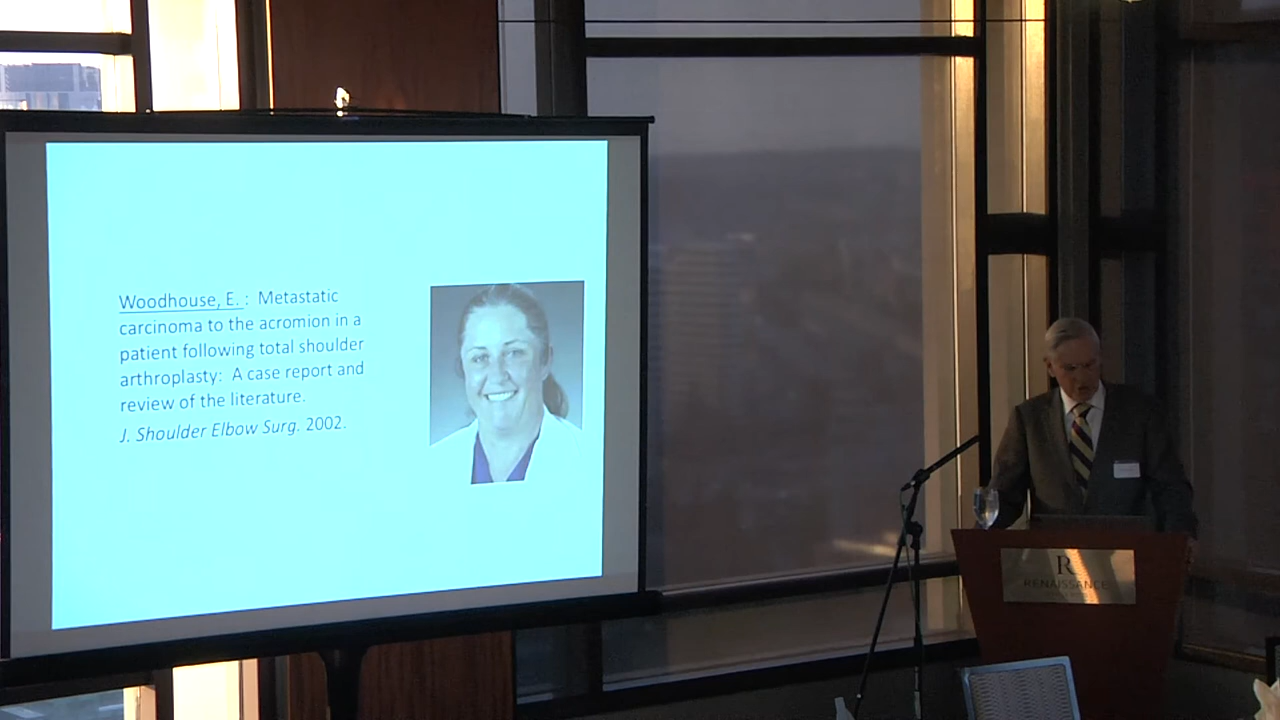 Woodhouse, E. : Metastatic
carcinoma to the acromion in a
patient following total shoulder
arthroplasty: A case report and
review of the literature.
J. Shoulder Elbow Surg. 2002.
R
RENAISSANCE